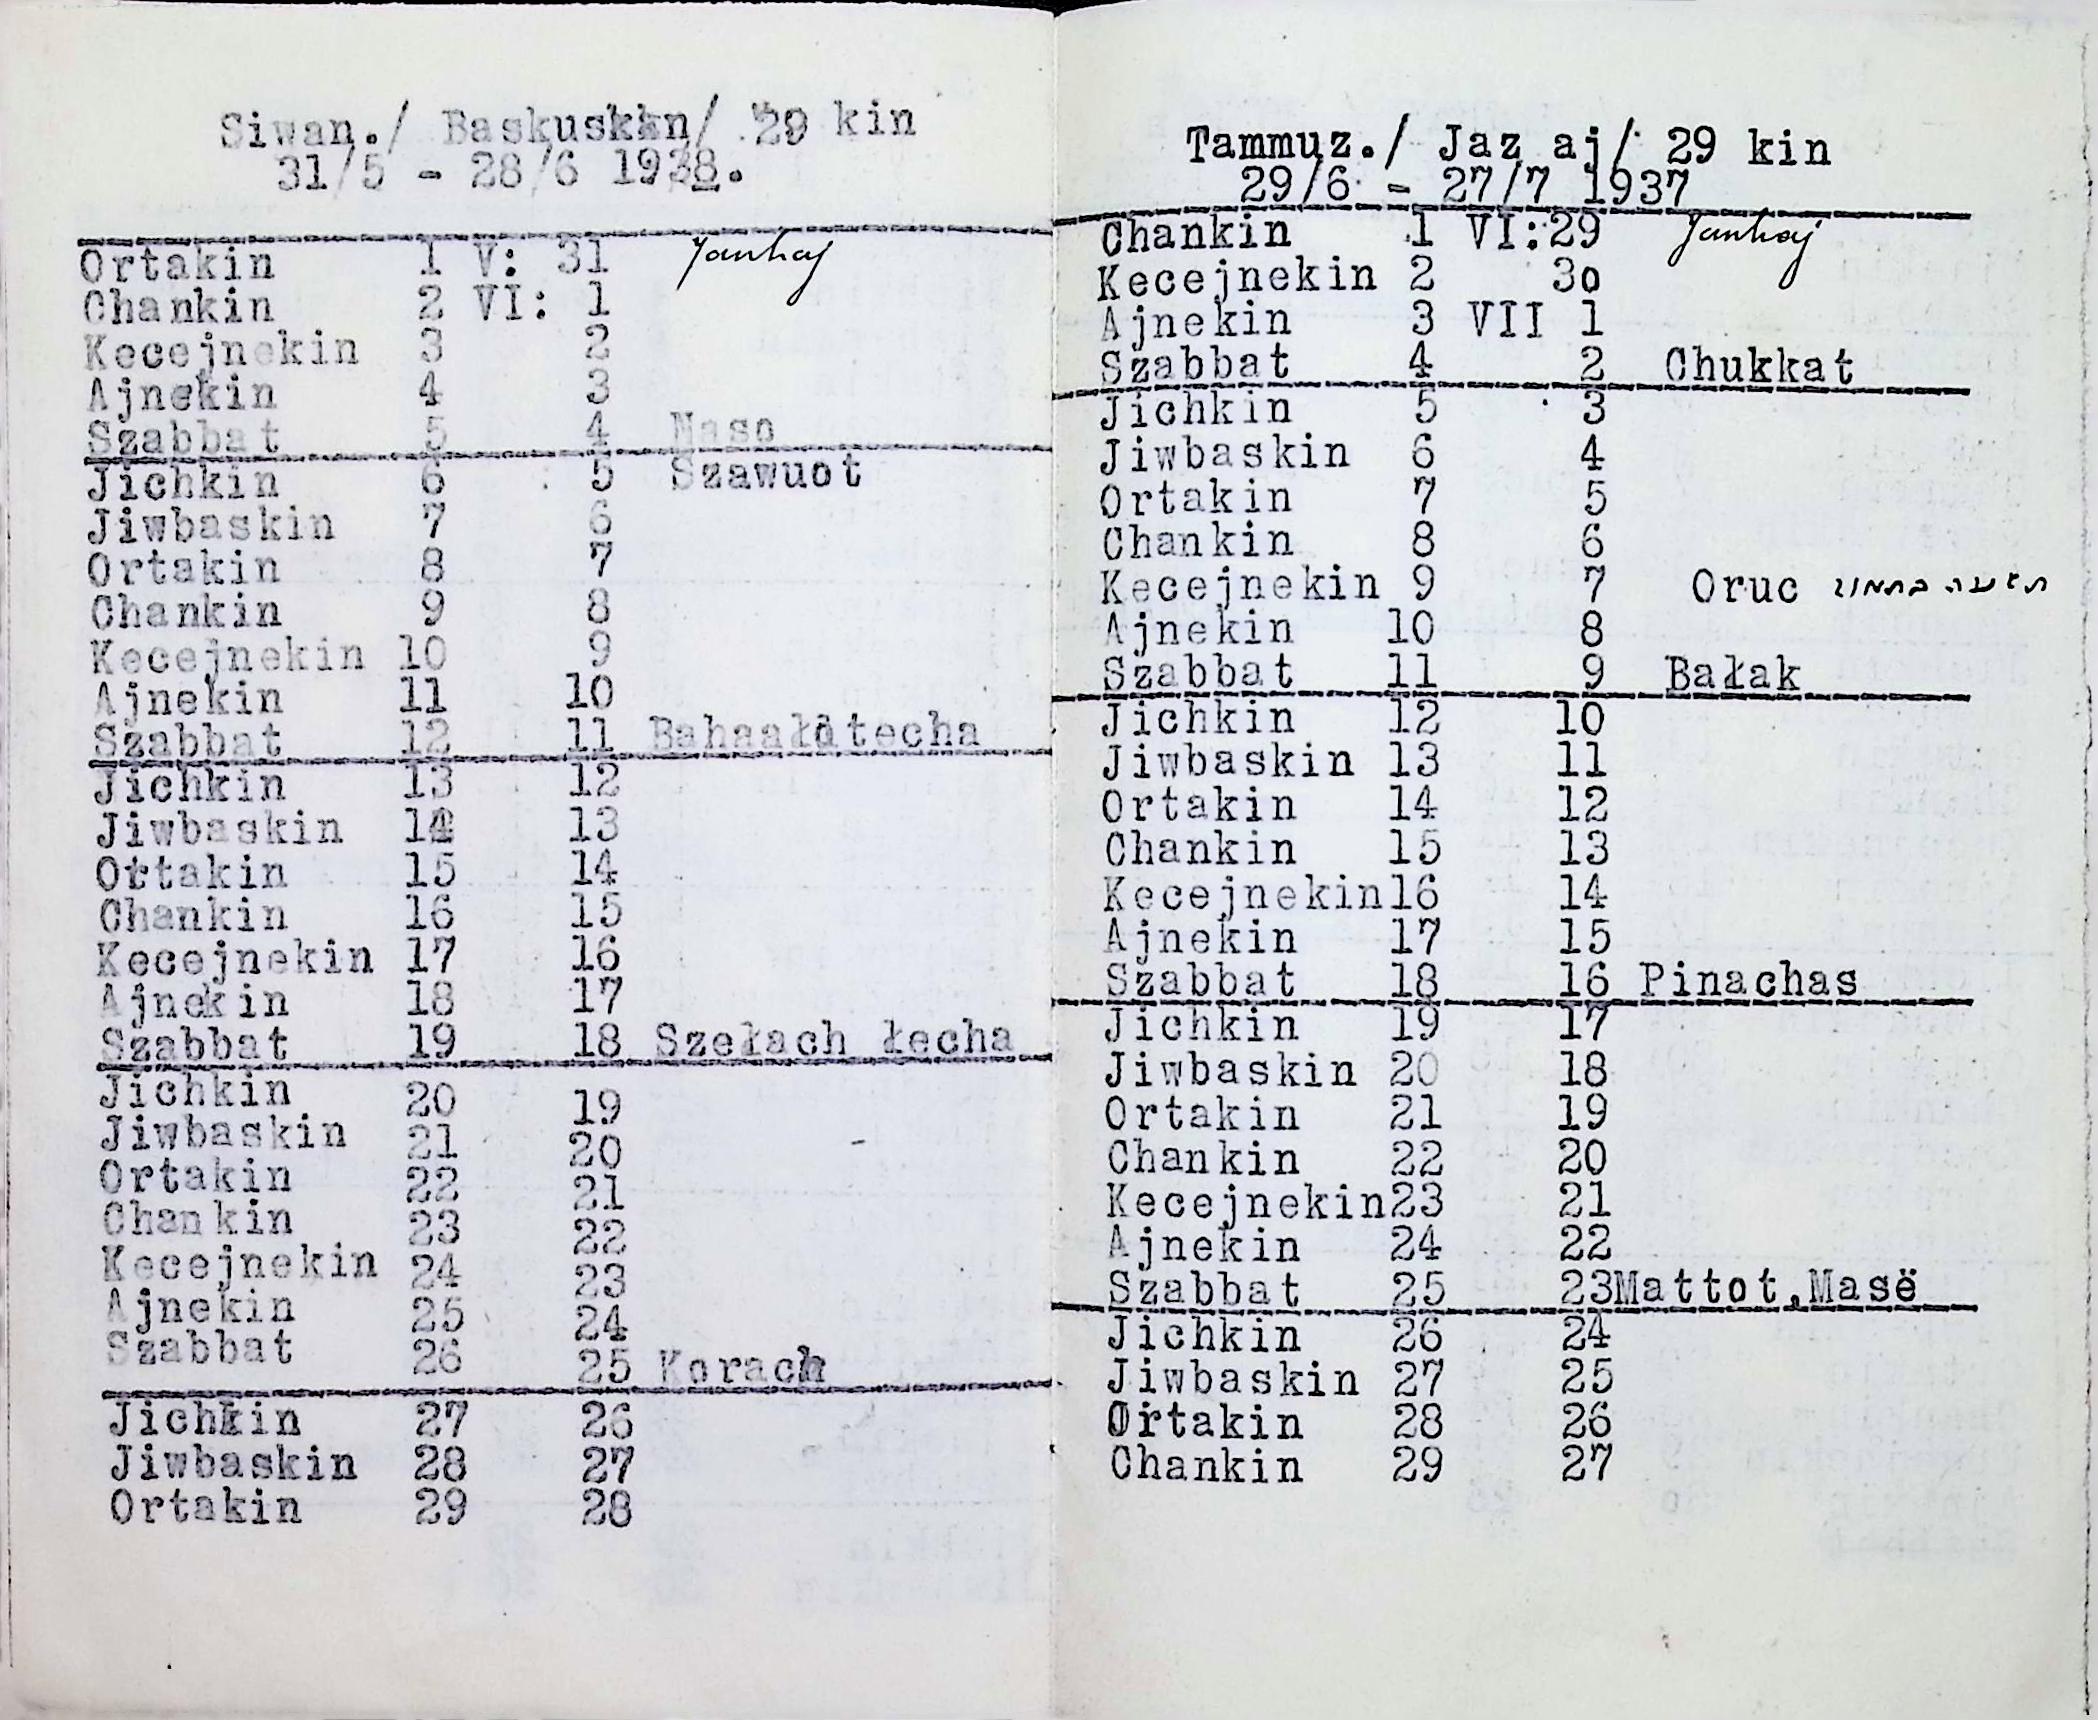 Siwan./ Baskuskan/ 29 kin
31/5 - 28/6 1938.
Ortakin 1 V: 31 Janhaj
Chankin 2 VI: 1
Kecejnekin 3 2
Ajnekin 4 3
Szabbat 5 4 Naso
Jichkin 6 5 Szawuot
Jiwbaskin 7 6
Ortakin 8 7
Chankin 9 8
Kecejnekin 10 9
Ajnekin 11 10
Szabbat 12 11 Bahaałotecha
Jichkin 13 12
Jiwbaskin 14 13
Ortakin 15 14
Chankin 16 15
Kecejnekin 17 16
Ajnekin 18 17
Szabbat 19 18 Szełach łecha
Jichkin 20 19
Jiwbaskin 21 20
Ortakin 22 21
Chankin 23 22
Kecejnekin 24 23
Ajnekin 25 24
Szabbat 26 25 Korach
Jichkin 27 26
Jiwbaskin 28 27
Ortakin 29 28
Tammuz./ Jaz aj/ 29 kin
29/6 - 27/7 1937
Chankin 1 VI:29 Janhaj
Kecejnekin 2 30
Ajnekin 3 VII 1
Szabbat 4 2 Chukkat
Jichkin 5 3
Jiwbaskin 6 4
Ortakin 7 5
Chankin 8 6
Kecejnekin 9 7 Oruc תשעה בתמוז
Ajnekin 10 8
Szabbat 11 9 Bałak
Jichkin 12 10
Jiwbaskin 13 11
Ortakin 14 12
Chankin 15 13
Kecejnekin16 14
Ajnekin 17 15
Szabbat 18 16 Pinachas
Jichkin 19 17
Jiwbaskin 20 18
Ortakin 21 19
Chankin 22 20
Kecejnekin23 21
Ajnekin 24 22
Szabbat 25 23Mattot,Masë
Jichkin 26 24
Jiwbaskin 27 25
Ortakin 28 26
Chankin 29 27